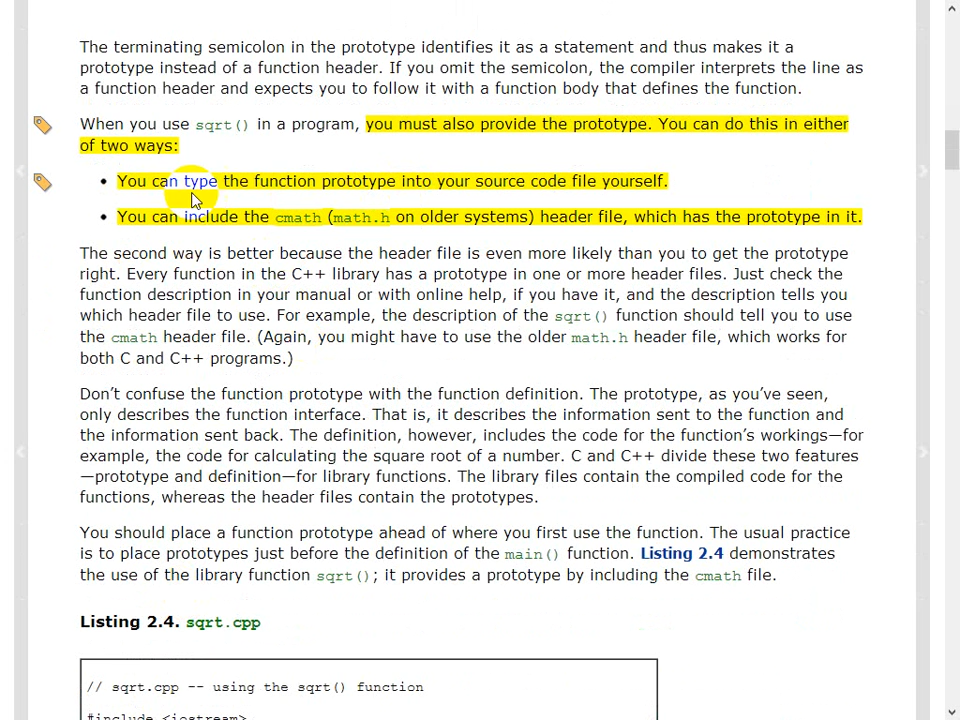 The terminating semicolon in the prototype identifies it as a statement and thus makes it a
prototype instead of a function header. If you omit the semicolon, the compiler interprets the line as
a function header and expects you to follow it with a function body that defines the function.
When you use sqrt() in a program, you must also provide the prototype. You can do this in either
of two ways:
• You can type the function prototype into your source code file yourself.
• You can include the cmath (math.h on older systems) header file, which has the prototype in it.
The second way is better because the header file is even more likely than you to get the prototype
right. Every function in the C++ library has a prototype in one or more header files. Just check the
function description in your manual or with online help, if you have it, and the description tells you
which header file to use. For example, the description of the sqrt() function should tell you to use
the cmath header file. (Again, you might have to use the older math.h header file, which works for
both C and C++ programs.)
Don’t confuse the function prototype with the function definition. The prototype, as you’ve seen,
only describes the function interface. That is, it describes the information sent to the function and
the information sent back. The definition, however, includes the code for the function’s workings—for
example, the code for calculating the square root of a number. C and C++ divide these two features
—prototype and definition—for library functions. The library files contain the compiled code for the
functions, whereas the header files contain the prototypes.
You should place a function prototype ahead of where you first use the function. The usual practice
is to place prototypes just before the definition of the main() function. Listing 2.4 demonstrates
the use of the library function sqrt(); it provides a prototype by including the cmath file.
Listing 2.4. sqrt.cpp
// sqrt.cpp -- using the sqrt() function
#include <iostream>